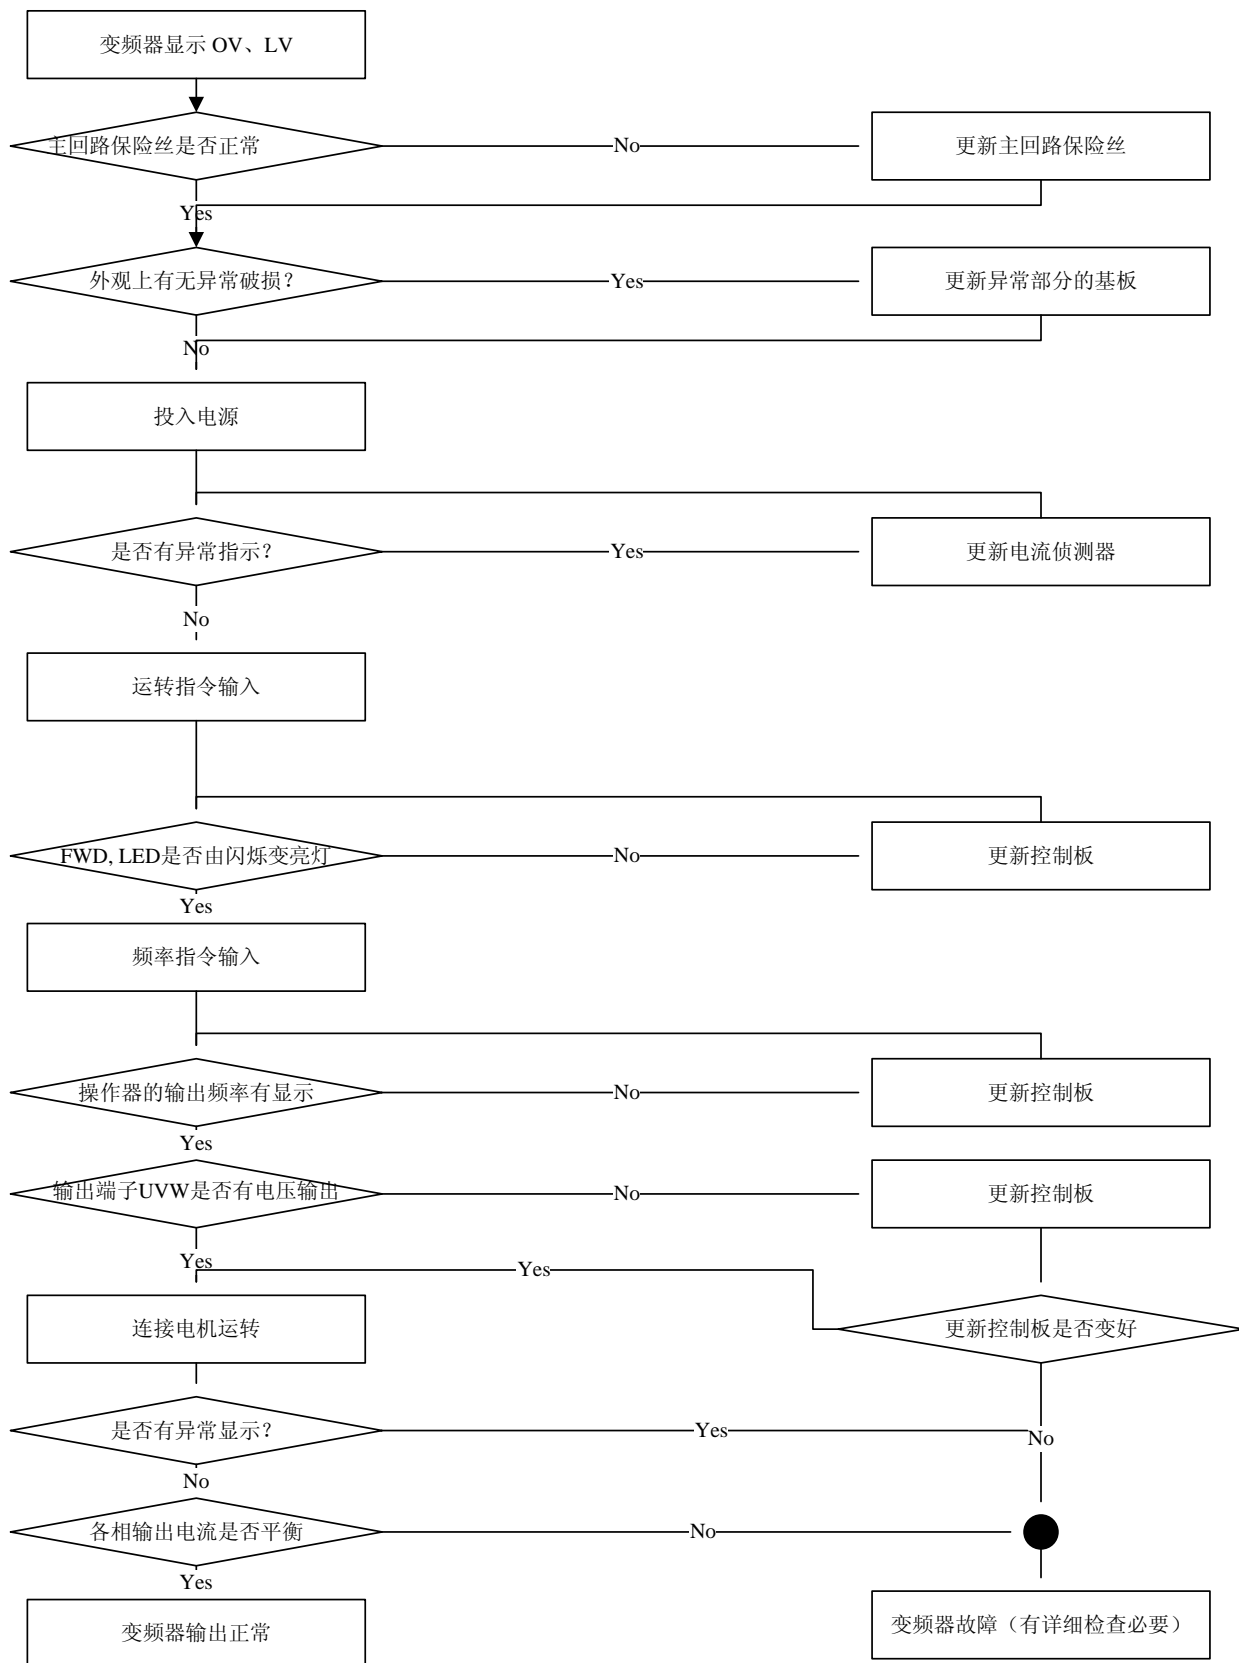 变频器显示 OV、LV
主回路保险丝是否正常
No
更新主回路保险丝
Yes
外观上有无异常破损？
Yes
更新异常部分的基板
No
投入电源
是否有异常指示？
Yes
更新电流侦测器
No
运转指令输入
FWD, LED是否由闪烁变亮灯
No
更新控制板
Yes
频率指令输入
操作器的输出频率有显示
No
更新控制板
Yes
输出端子UVW是否有电压输出
No
更新控制板
Yes
Yes
连接电机运转
更新控制板是否变好
是否有异常显示？
Yes
No
No
各相输出电流是否平衡
No
Yes
变频器输出正常
变频器故障（有详细检查必要）